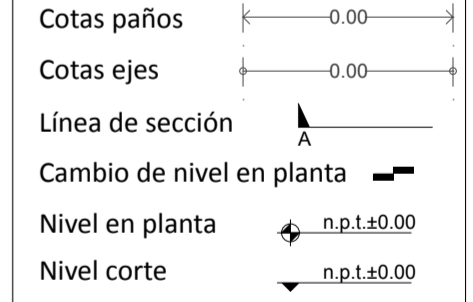 Cotas paños 0.00
Cotas ejes 0.00
Línea de sección A
Cambio de nivel en planta
Nivel en planta n.p.t.±0.00
Nivel corte n.p.t.±0.00